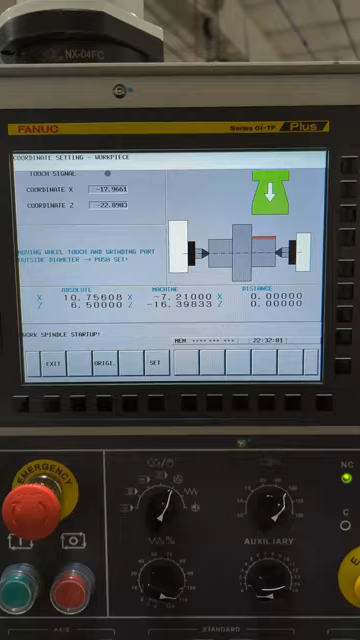 NX-04FC
FANUC
Series 0i-TF Plus
COORDINATE SETTING - WORKPIECE
TOUCH SIGNAL
COORDINATE X -17.9661
COORDINATE Z -22.8983
MOVING WHEEL TOUCH AND GRINDING PART
OUTSIDE DIAMETER → PUSH SET!
ABSOLUTE MACHINE DISTANCE
X 10.75608 X -7.21000 X 0.00000
Z 6.50000 Z -16.39833 Z 0.00000
WORK SPINDLE STARTUP!
MEM **** *** *** 22:32:01
EXIT ORIGI. SET
EMERGENCY
NC
AUXILIARY
AXIS
STANDARD